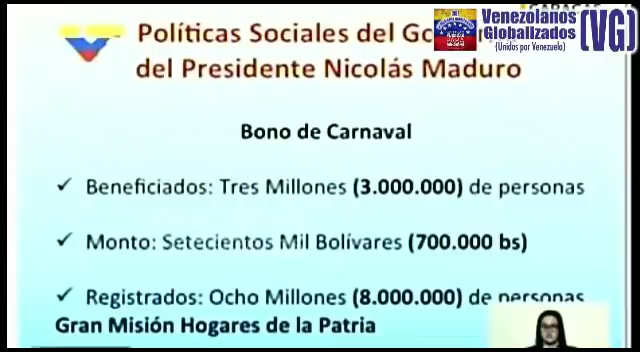 Venezolanos
Globalizados
(VG)
(Unidos por Venezuela)
Políticas Sociales del
del Presidente Nicolás Maduro
Bono de Carnaval
✓ Beneficiados: Tres Millones (3.000.000) de personas
✓ Monto: Setecientos Mil Bolívares (700.000 bs)
✓ Registrados: Ocho Millones (8.000.000) de personas
Gran Misión Hogares de la Patria